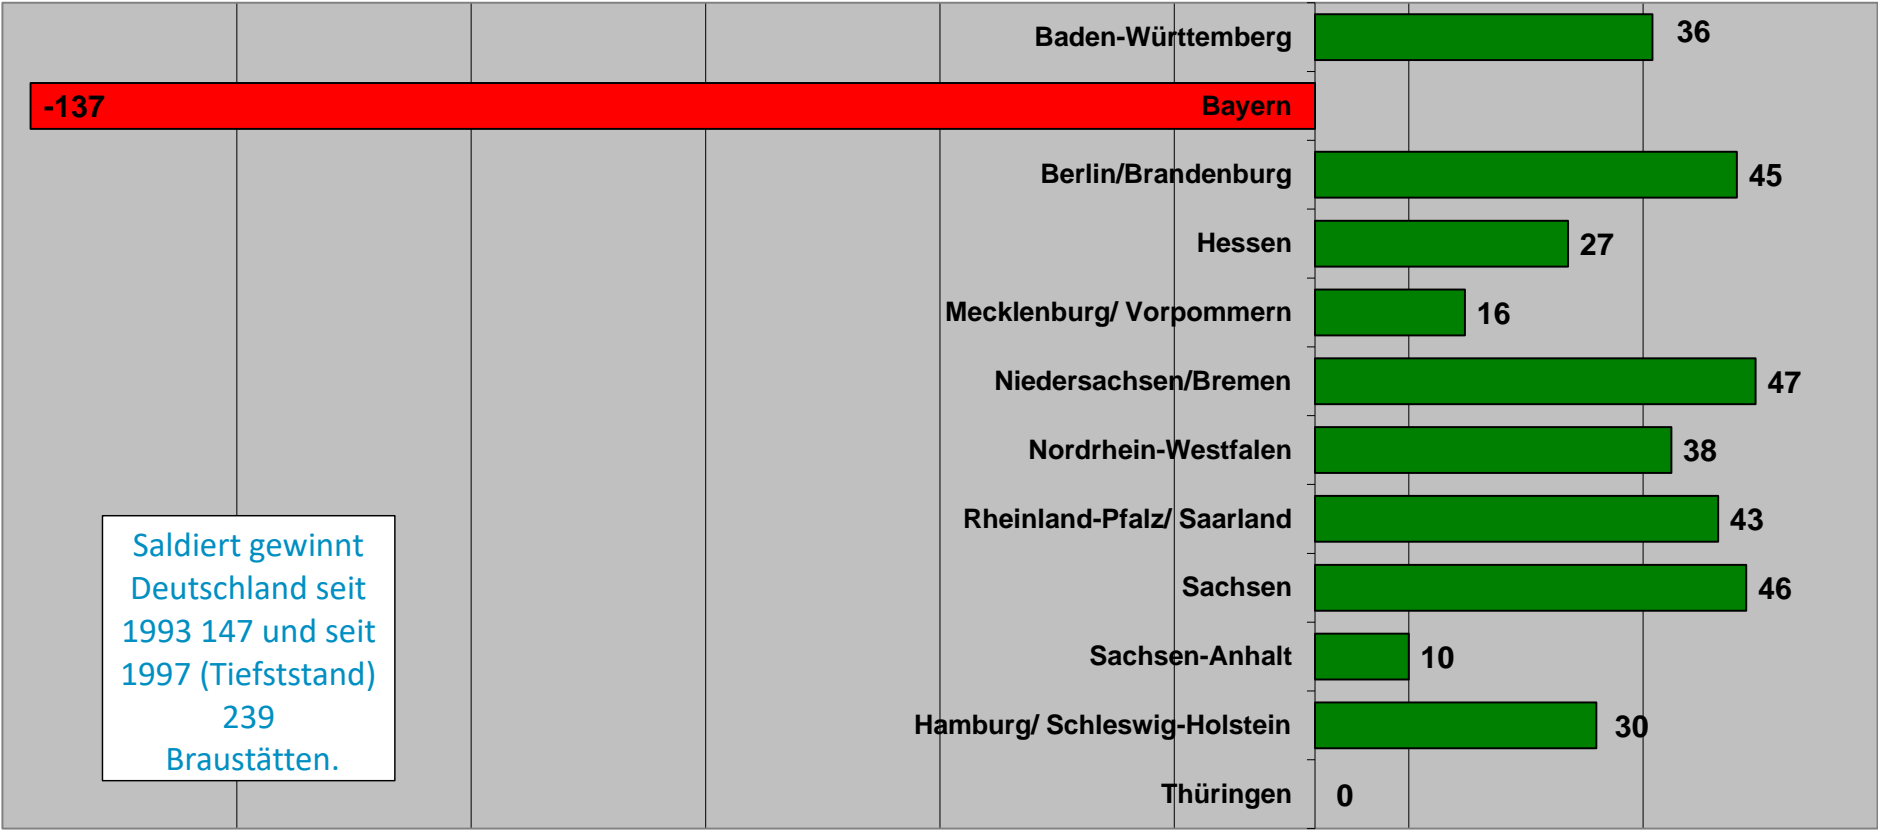 Baden-Württemberg 36
-137 Bayern
Berlin/Brandenburg 45
Hessen 27
Mecklenburg/ Vorpommern 16
Niedersachsen/Bremen 47
Nordrhein-Westfalen 38
Rheinland-Pfalz/ Saarland 43
Sachsen 46
Sachsen-Anhalt 10
Hamburg/ Schleswig-Holstein 30
Thüringen 0
Saldiert gewinnt
Deutschland seit
1993 147 und seit
1997 (Tiefststand)
239
Braustätten.